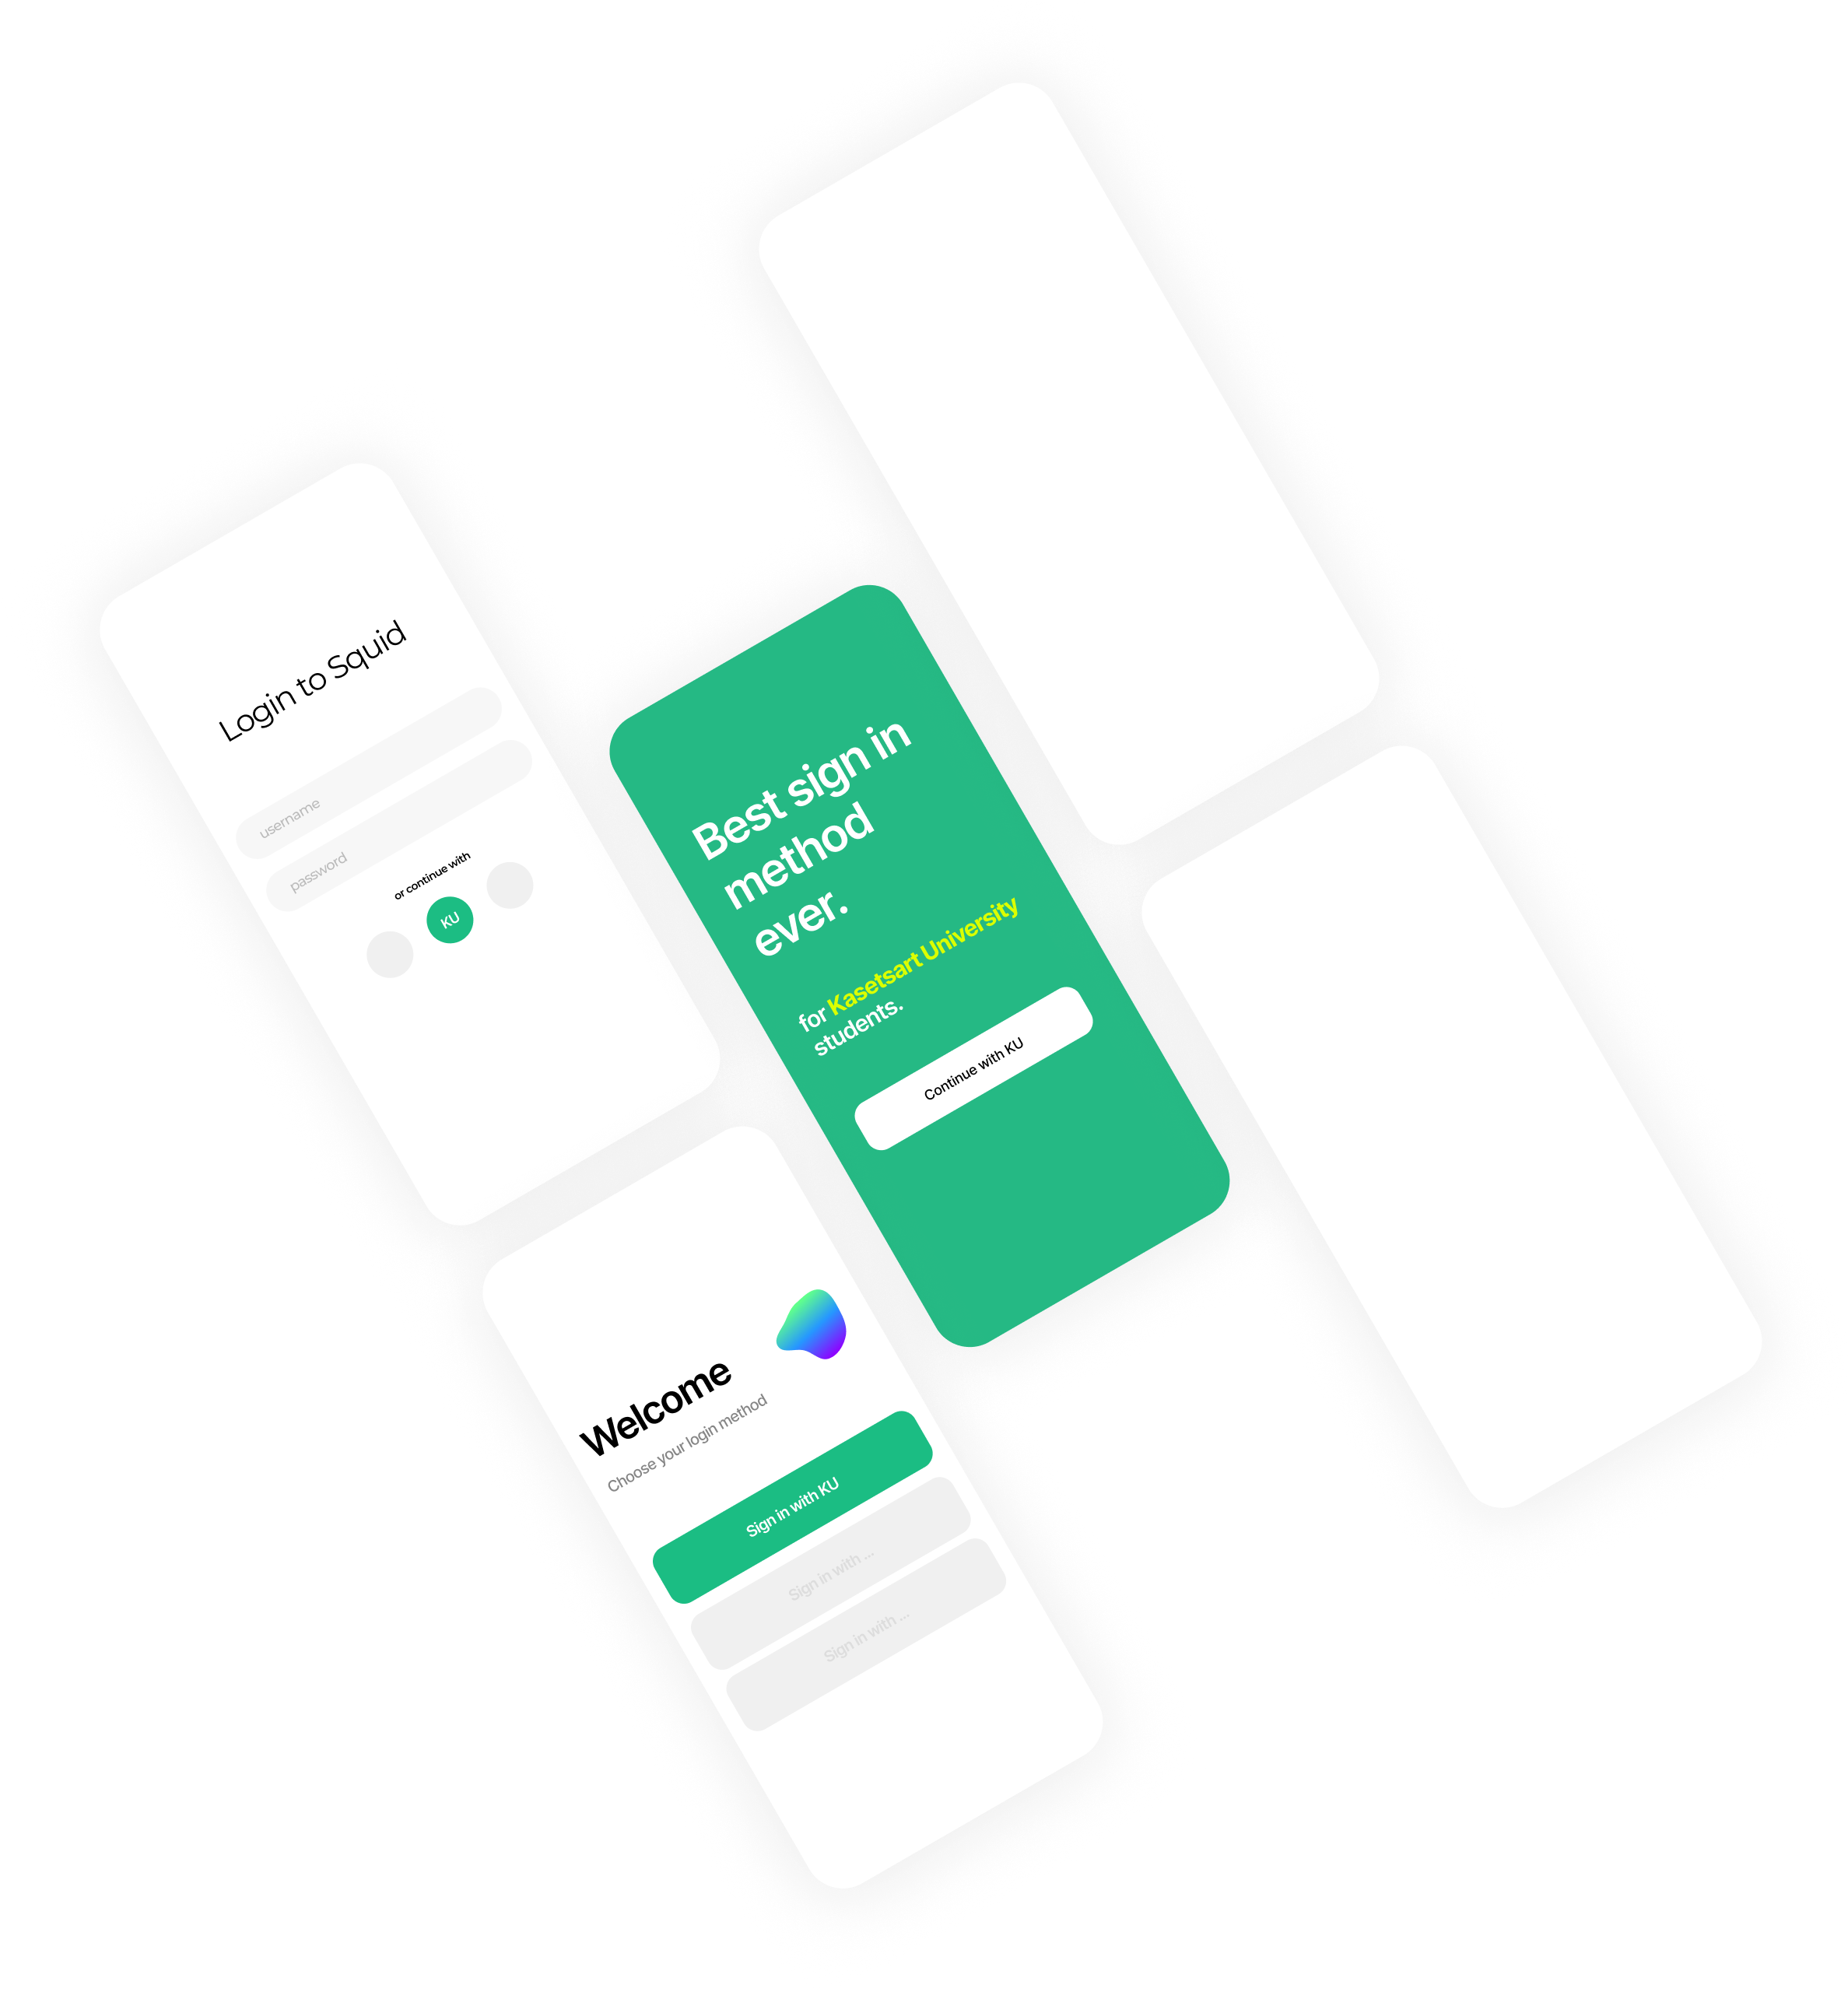 Login to Squid
username
password
or continue with
KU
Best sign in
method
ever.
for Kasetsart University
students.
Continue with KU
Welcome
Choose your login method
Sign in with KU
Sign in with ...
Sign in with ...